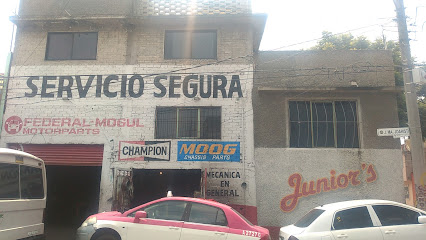 SERVICIO SEGURA
FEDERAL-MOGUL
MOTORPARTS
CHAMPION
MOOG
CHASSIS PARTS
MECANICA
EN
GENERAL
Junior's